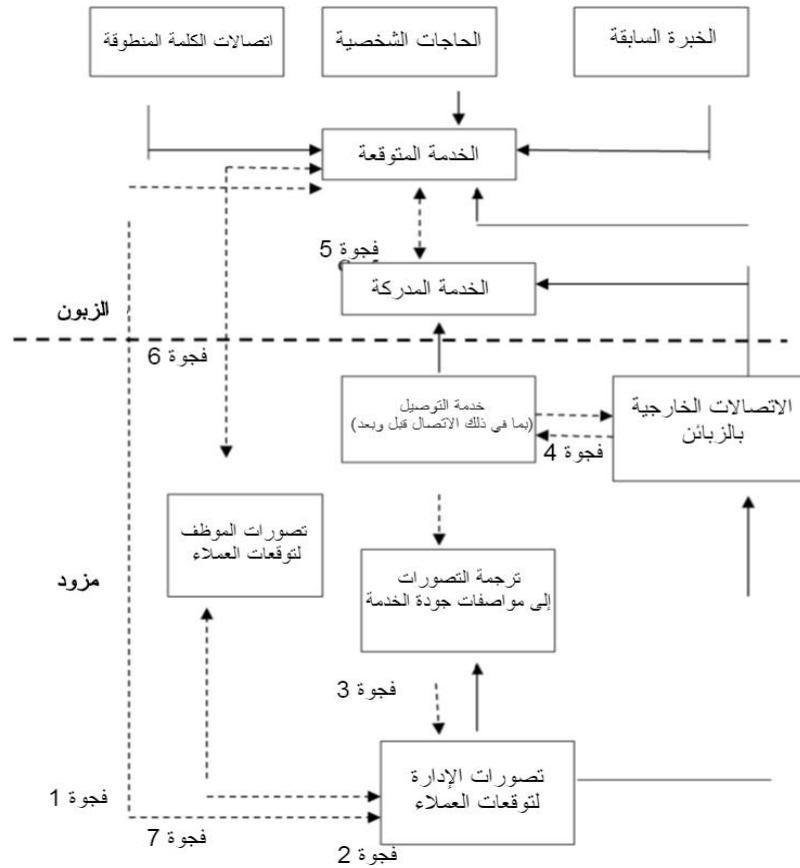 الخبرة السابقة
الحاجات الشخصية
اتصالات الكلمة المنطوقة
الخدمة المتوقعة
فجوة 5
الخدمة المدركة
الزبون
فجوة 6
خدمة التوصيل
(بما في ذلك الاتصال قبل وبعد)
الاتصالات الخارجية
بالزبائن
فجوة 4
تصورات الموظف
لتوقعات العملاء
مزود
ترجمة التصورات
إلى مواصفات جودة الخدمة
فجوة 3
تصورات الإدارة
لتوقعات العملاء
فجوة 1
فجوة 7
فجوة 2